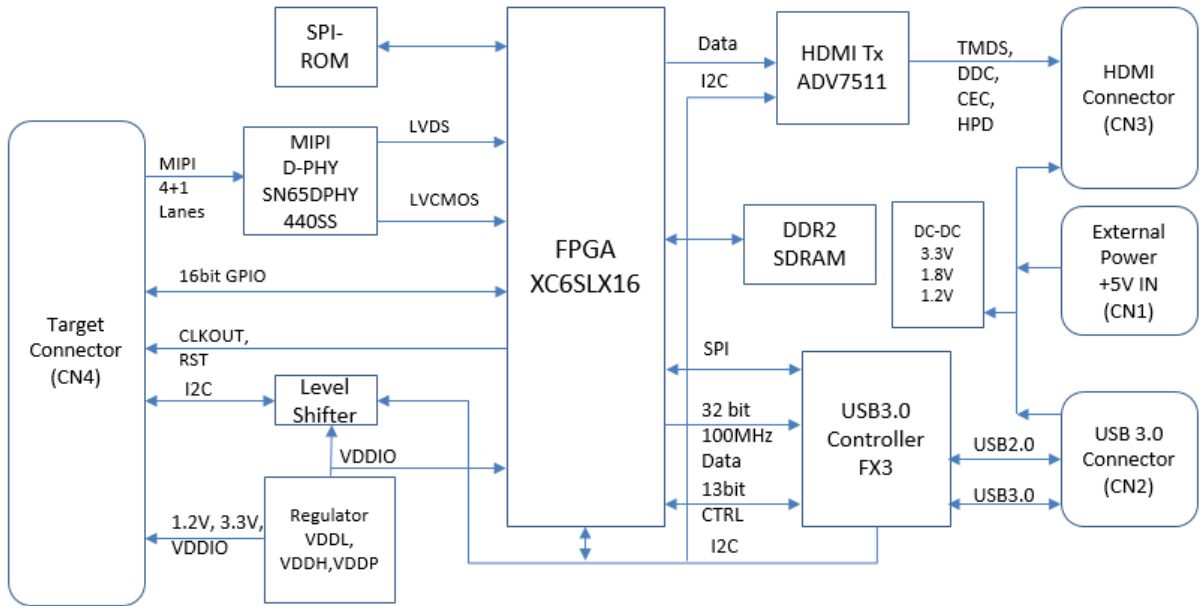 SPI-
ROM
FPGA
XC6SLX16
Data
I2C
HDMI Tx
ADV7511
TMDS,
DDC,
CEC,
HPD
HDMI
Connector
(CN3)
Target
Connector
(CN4)
MIPI
4+1
Lanes
MIPI
D-PHY
SN65DPHY
440SS
LVDS
LVCMOS
DDR2
SDRAM
DC-DC
3.3V
1.8V
1.2V
External
Power
+5V IN
(CN1)
16bit GPIO
CLKOUT,
RST
I2C
Level
Shifter
VDDIO
1.2V, 3.3V,
VDDIO
Regulator
VDDL,
VDDH,VDDP
SPI
32 bit
100MHz
Data
13bit
CTRL
I2C
USB3.0
Controller
FX3
USB2.0
USB3.0
USB 3.0
Connector
(CN2)